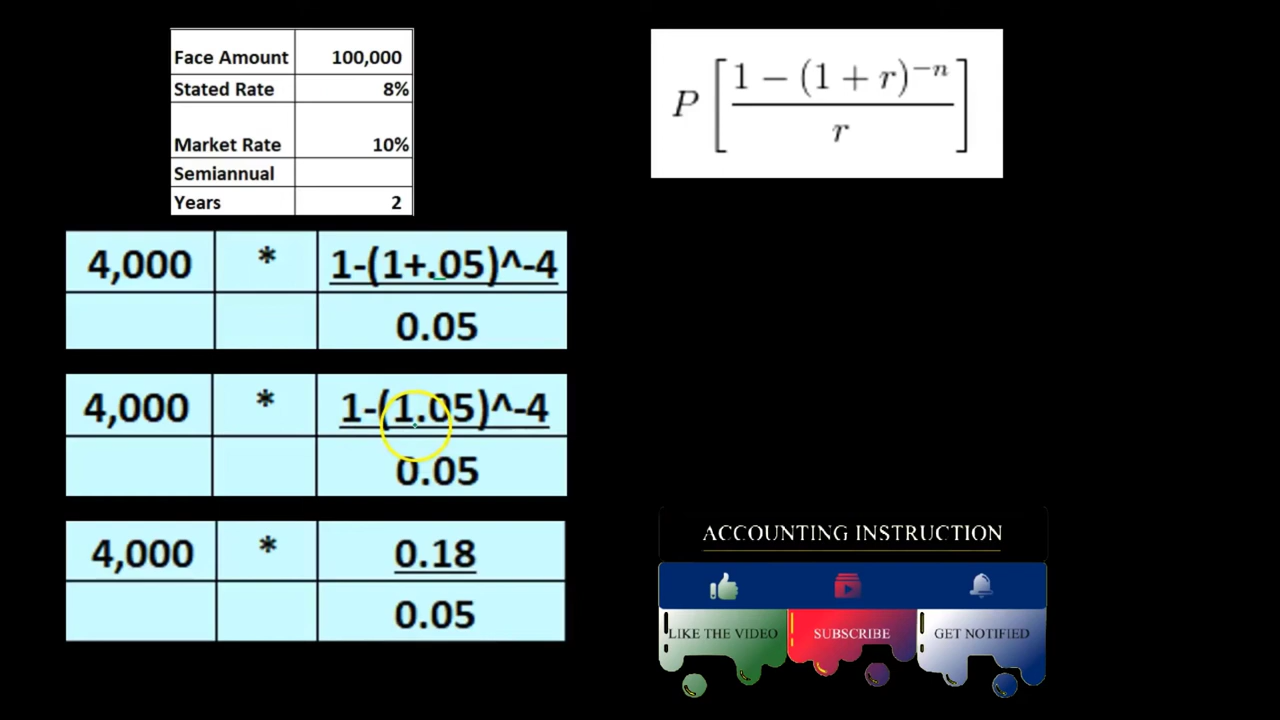 Face Amount 100,000
Stated Rate 8%
Market Rate 10%
Semiannual
Years 2
P [ 1 − (1 + r)^−n / r ]
4,000 * 1-(1+.05)^-4
0.05
4,000 * 1-(1.05)^-4
0.05
4,000 * 0.18
0.05
ACCOUNTING INSTRUCTION
LIKE THE VIDEO SUBSCRIBE GET NOTIFIED